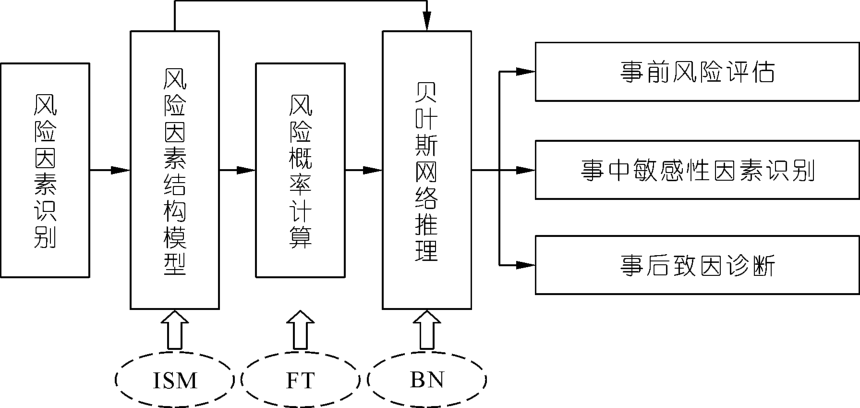 风险因素识别
风险因素结构模型
风险概率计算
贝叶斯网络推理
事前风险评估
事中敏感性因素识别
事后致因诊断
ISM
FT
BN